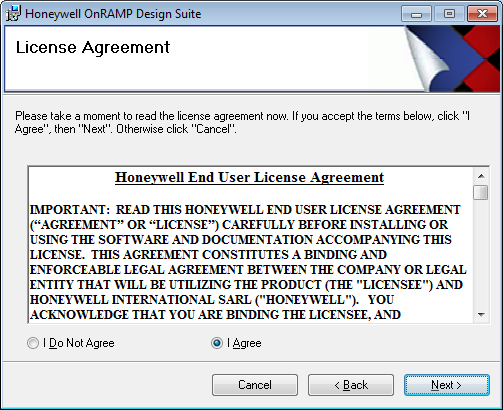 Honeywell OnRAMP Design Suite
License Agreement
Please take a moment to read the license agreement now. If you accept the terms below, click "I
Agree", then "Next". Otherwise click "Cancel".
Honeywell End User License Agreement
IMPORTANT:  READ THIS HONEYWELL END USER LICENSE AGREEMENT
(“AGREEMENT” OR “LICENSE”) CAREFULLY BEFORE INSTALLING OR
USING THE SOFTWARE AND DOCUMENTATION ACCOMPANYING THIS
LICENSE.  THIS AGREEMENT CONSTITUTES A BINDING AND
ENFORCEABLE LEGAL AGREEMENT BETWEEN THE COMPANY OR LEGAL
ENTITY THAT WILL BE UTILIZING THE PRODUCT (THE "LICENSEE") AND
HONEYWELL INTERNATIONAL SARL ("HONEYWELL").   YOU
ACKNOWLEDGE THAT YOU ARE BINDING THE LICENSEE, AND
I Do Not Agree
I Agree
Cancel
< Back
Next >